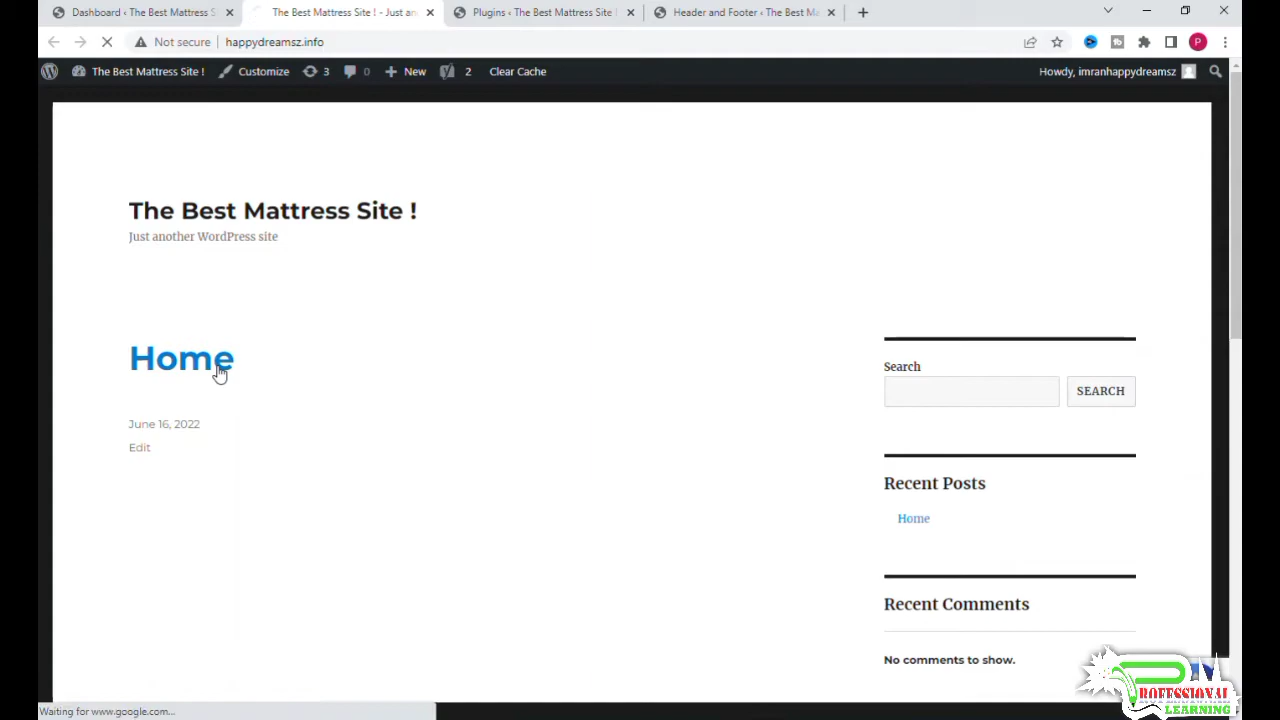 Dashboard ‹ The Best Mattress S
The Best Mattress Site ! - Just an
Plugins ‹ The Best Mattress Site
Header and Footer ‹ The Best Ma
Not secure
happydreamsz.info
The Best Mattress Site !
Customize
3
0
New
2
Clear Cache
Howdy, imranhappydreamsz
P
The Best Mattress Site !
Just another WordPress site
Home
June 16, 2022
Edit
Search
SEARCH
Recent Posts
Home
Recent Comments
No comments to show.
Waiting for www.google.com...
PROFESSIONAL
LEARNING